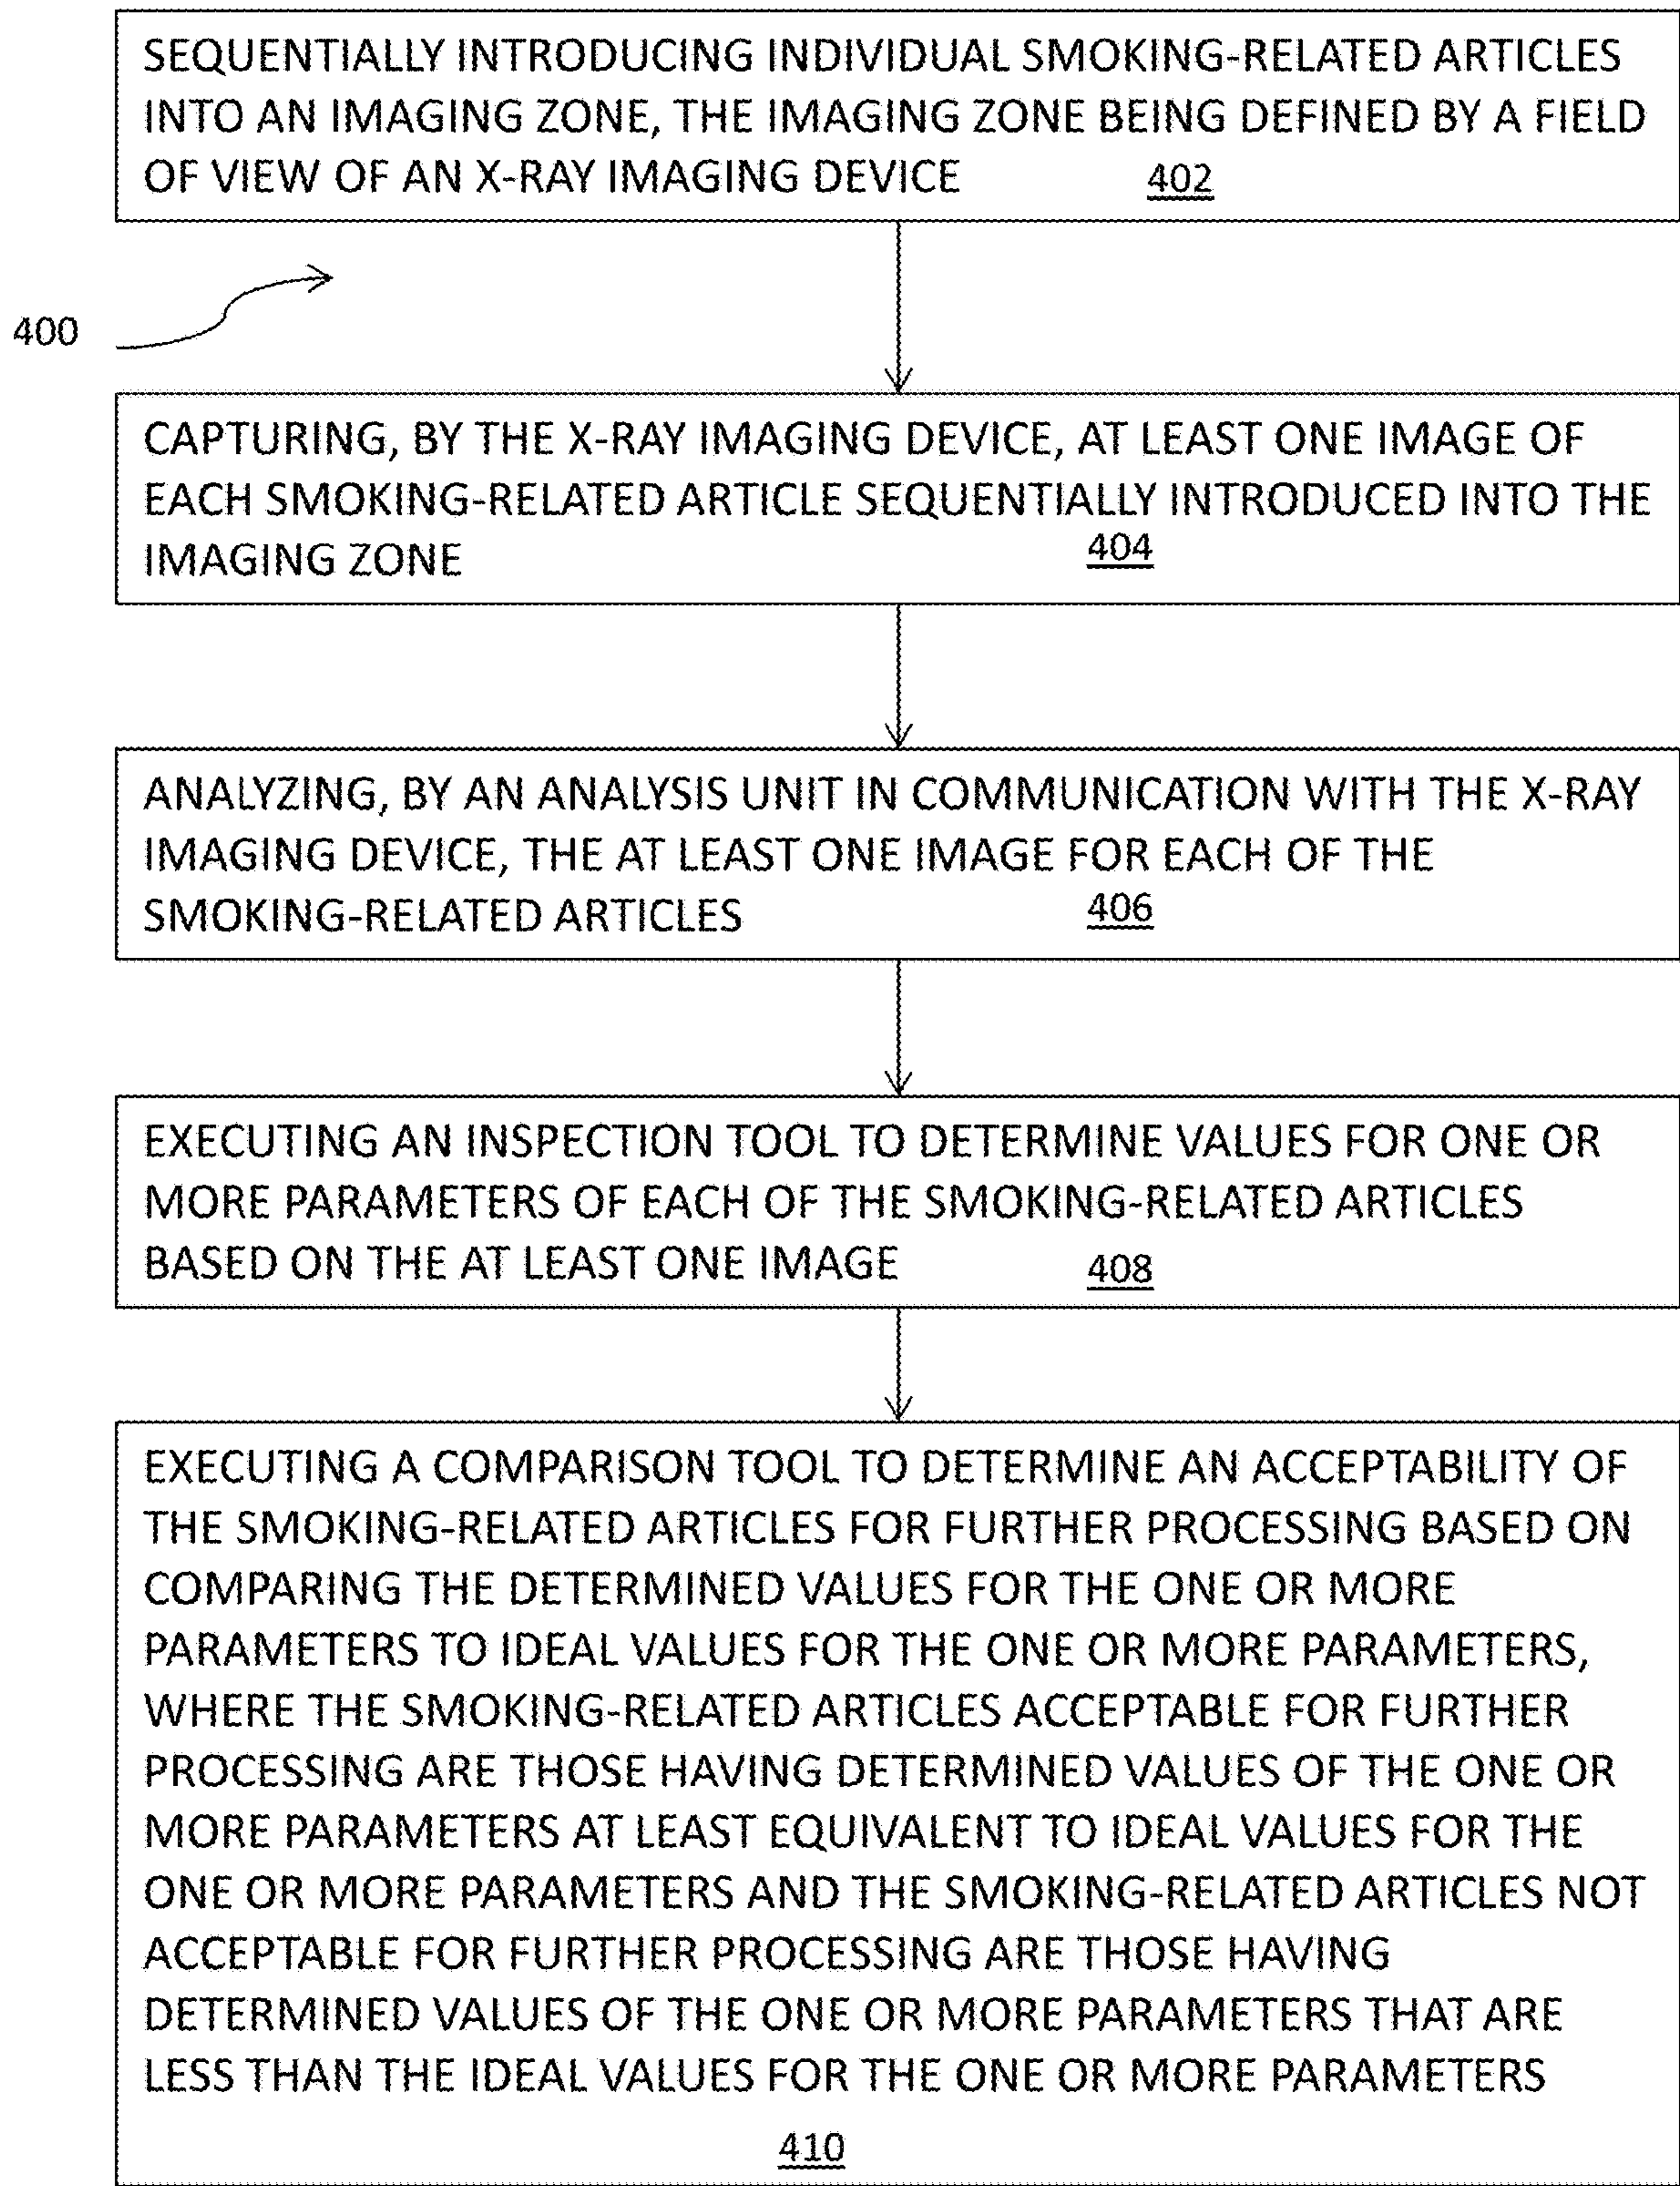 SEQUENTIALLY INTRODUCING INDIVIDUAL SMOKING-RELATED ARTICLES
INTO AN IMAGING ZONE, THE IMAGING ZONE BEING DEFINED BY A FIELD
OF VIEW OF AN X-RAY IMAGING DEVICE 402
400
CAPTURING, BY THE X-RAY IMAGING DEVICE, AT LEAST ONE IMAGE OF
EACH SMOKING-RELATED ARTICLE SEQUENTIALLY INTRODUCED INTO THE
IMAGING ZONE 404
ANALYZING, BY AN ANALYSIS UNIT IN COMMUNICATION WITH THE X-RAY
IMAGING DEVICE, THE AT LEAST ONE IMAGE FOR EACH OF THE
SMOKING-RELATED ARTICLES 406
EXECUTING AN INSPECTION TOOL TO DETERMINE VALUES FOR ONE OR
MORE PARAMETERS OF EACH OF THE SMOKING-RELATED ARTICLES
BASED ON THE AT LEAST ONE IMAGE 408
EXECUTING A COMPARISON TOOL TO DETERMINE AN ACCEPTABILITY OF
THE SMOKING-RELATED ARTICLES FOR FURTHER PROCESSING BASED ON
COMPARING THE DETERMINED VALUES FOR THE ONE OR MORE
PARAMETERS TO IDEAL VALUES FOR THE ONE OR MORE PARAMETERS,
WHERE THE SMOKING-RELATED ARTICLES ACCEPTABLE FOR FURTHER
PROCESSING ARE THOSE HAVING DETERMINED VALUES OF THE ONE OR
MORE PARAMETERS AT LEAST EQUIVALENT TO IDEAL VALUES FOR THE
ONE OR MORE PARAMETERS AND THE SMOKING-RELATED ARTICLES NOT
ACCEPTABLE FOR FURTHER PROCESSING ARE THOSE HAVING
DETERMINED VALUES OF THE ONE OR MORE PARAMETERS THAT ARE
LESS THAN THE IDEAL VALUES FOR THE ONE OR MORE PARAMETERS
410